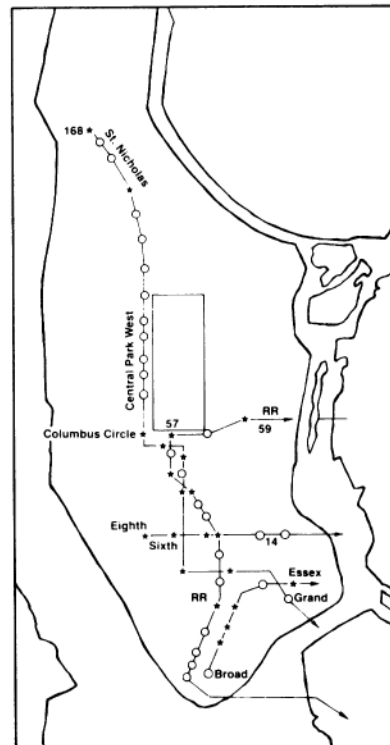 168
St. Nicholas
Central Park West
57
RR
59
Columbus Circle
Eighth
Sixth
14
Essex
RR
Grand
Broad